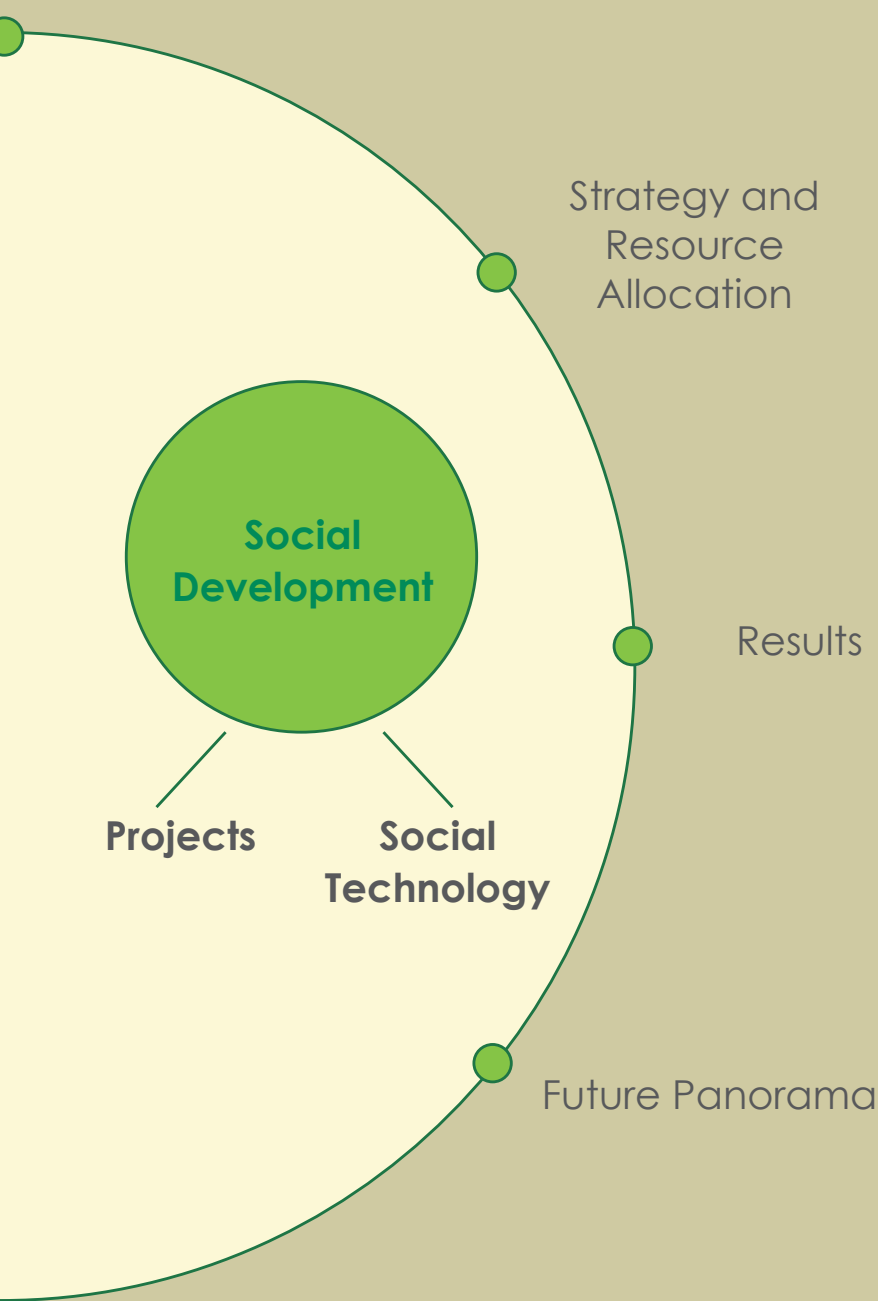 Strategy and
Resource
Allocation
Social
Development
Results
Projects
Social
Technology
Future Panorama